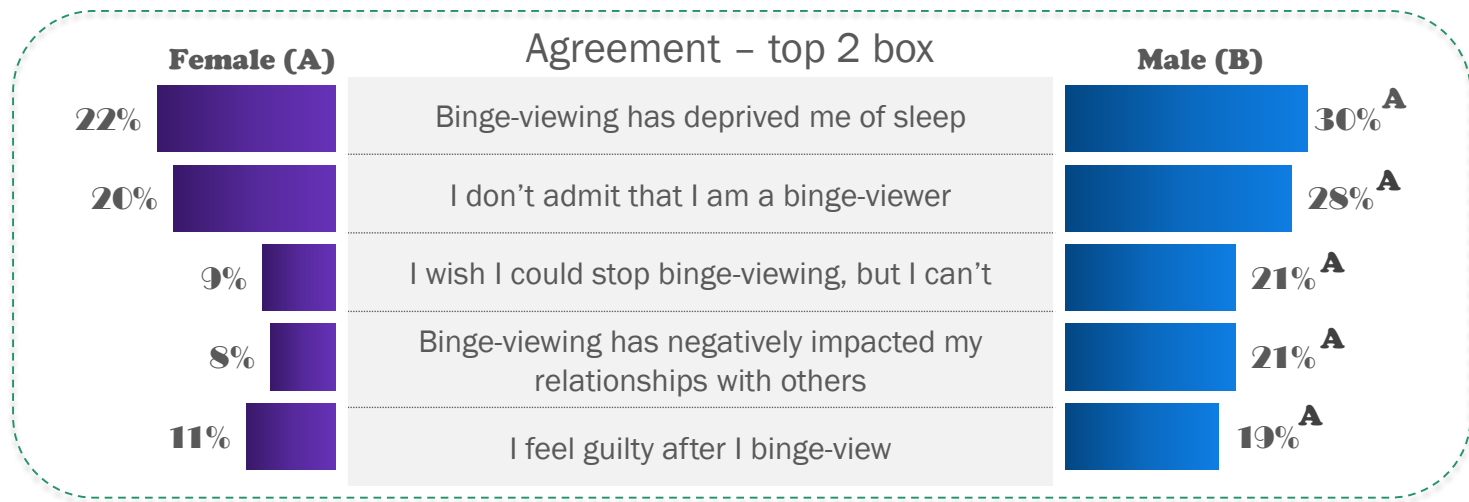 Agreement – top 2 box
Female (A)
Male (B)
22%
Binge-viewing has deprived me of sleep
30% A
20%
I don’t admit that I am a binge-viewer
28% A
9%
I wish I could stop binge-viewing, but I can’t
21% A
8%
Binge-viewing has negatively impacted my
relationships with others
21% A
11%
I feel guilty after I binge-view
19% A